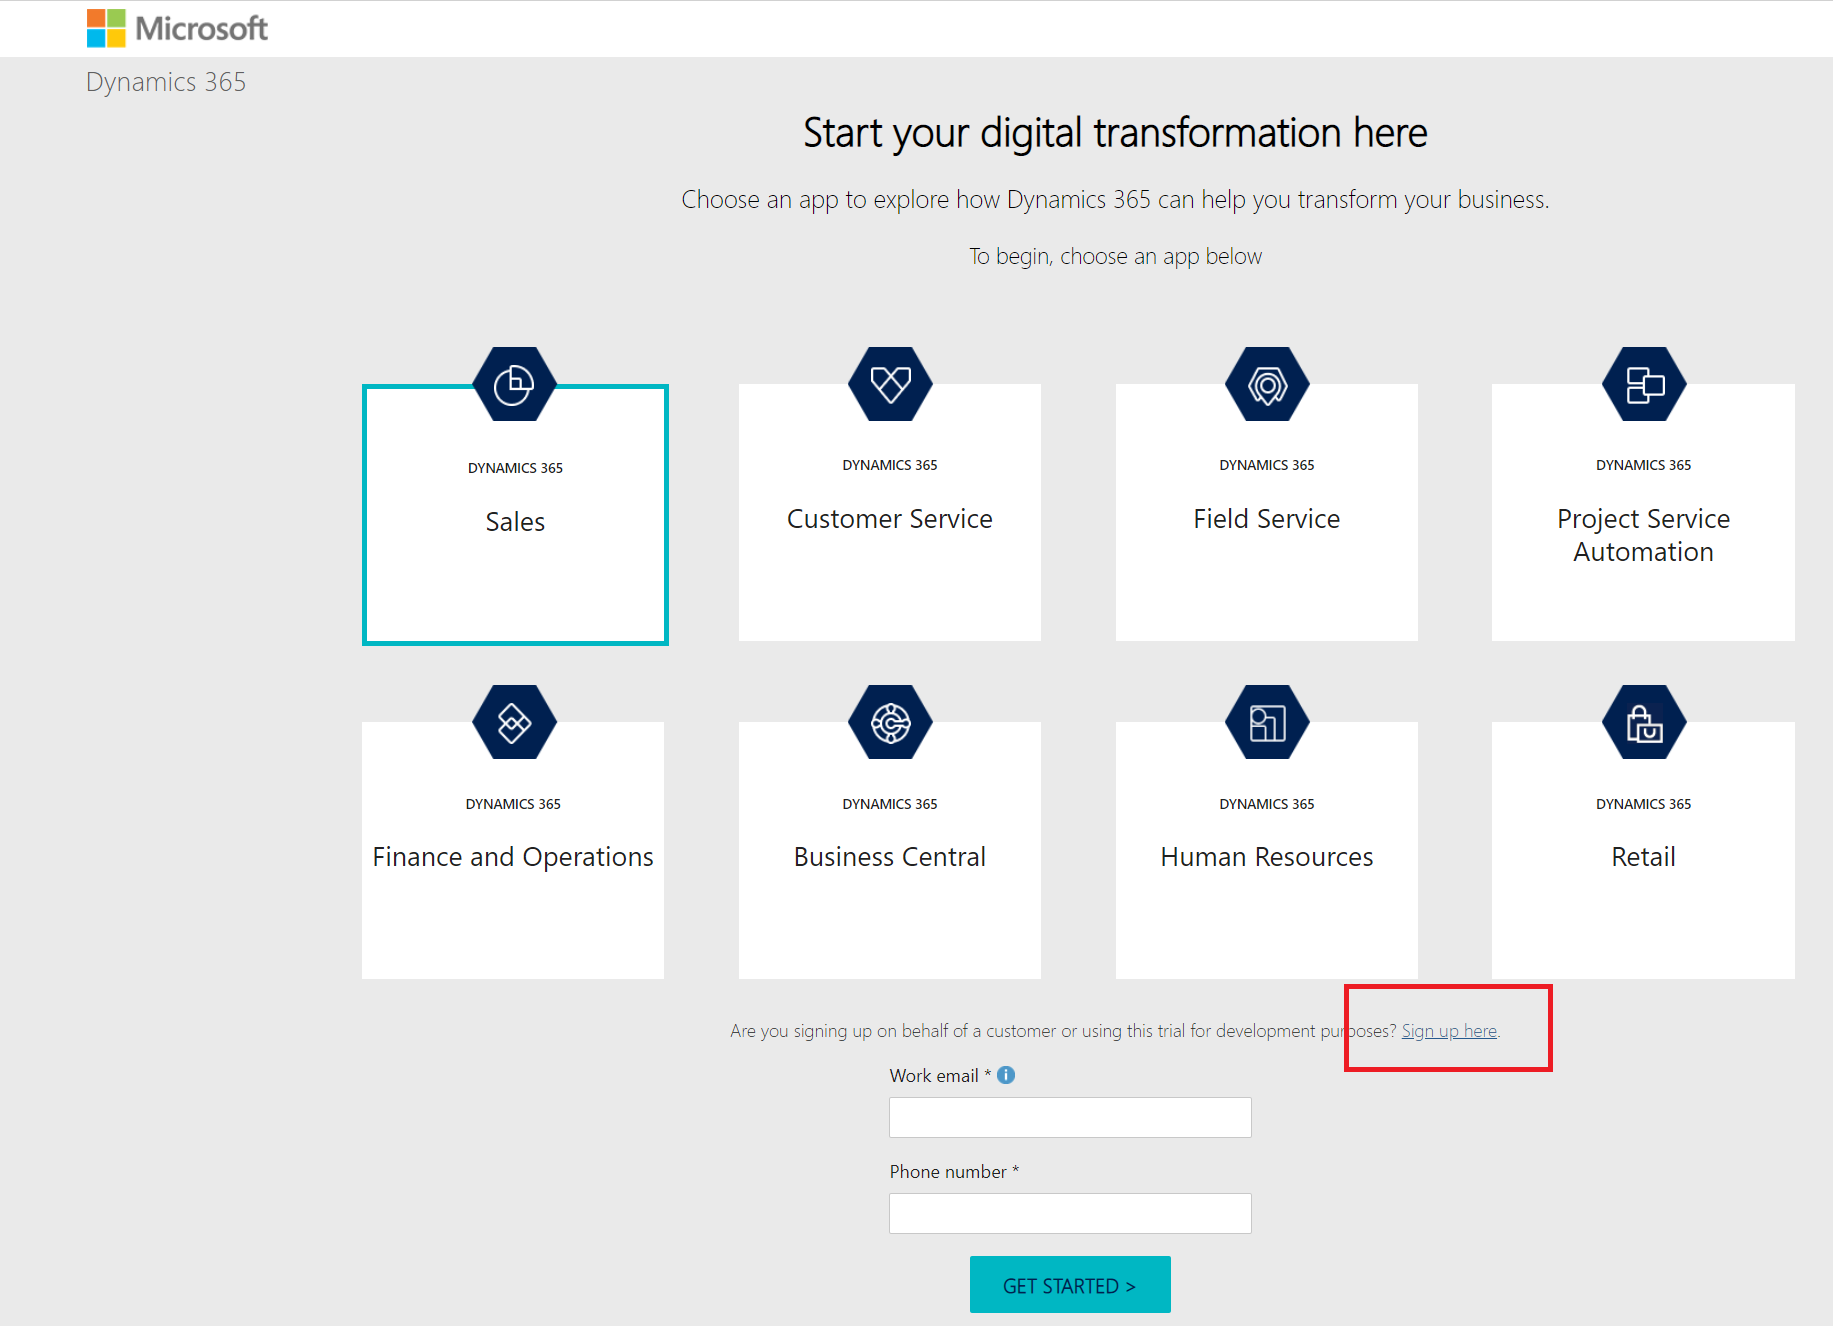 Microsoft
Dynamics 365
Start your digital transformation here
Choose an app to explore how Dynamics 365 can help you transform your business.
To begin, choose an app below
DYNAMICS 365
Sales
DYNAMICS 365
Customer Service
DYNAMICS 365
Field Service
DYNAMICS 365
Project Service
Automation
DYNAMICS 365
Finance and Operations
DYNAMICS 365
Business Central
DYNAMICS 365
Human Resources
DYNAMICS 365
Retail
Are you signing up on behalf of a customer or using this trial for development purposes? Sign up here.
Work email *
Phone number *
GET STARTED >